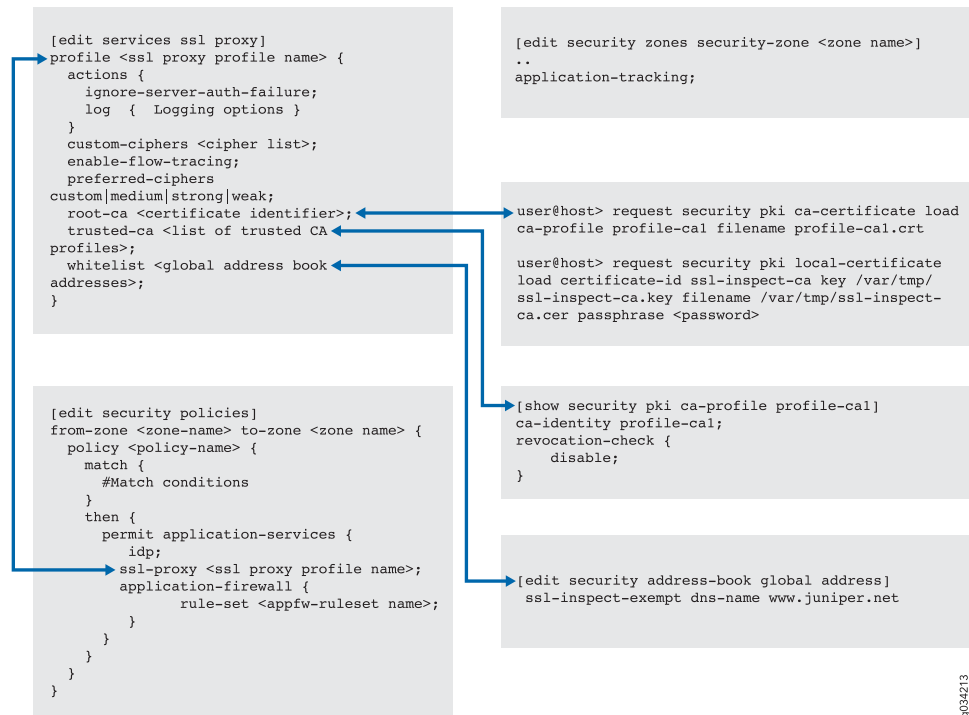 [edit services ssl proxy]
profile <ssl proxy profile name> {
actions {
ignore-server-auth-failure;
log { Logging options }
}
custom-ciphers <cipher list>;
enable-flow-tracing;
preferred-ciphers
custom|medium|strong|weak;
root-ca <certificate identifier>;
trusted-ca <list of trusted CA
profiles>;
whitelist <global address book
addresses>;
}
[edit security policies]
from-zone <zone-name> to-zone <zone name> {
policy <policy-name> {
match {
#Match conditions
}
then {
permit application-services {
idp;
ssl-proxy <ssl proxy profile name>;
application-firewall {
rule-set <appfw-ruleset name>;
}
}
}
}
}
[edit security zones security-zone <zone name>]
..
application-tracking;
user@host> request security pki ca-certificate load
ca-profile profile-ca1 filename profile-ca1.crt
user@host> request security pki local-certificate
load certificate-id ssl-inspect-ca key /var/tmp/
ssl-inspect-ca.key filename /var/tmp/ssl-inspect-
ca.cer passphrase <password>
[show security pki ca-profile profile-ca1]
ca-identity profile-ca1;
revocation-check {
disable;
}
[edit security address-book global address]
ssl-inspect-exempt dns-name www.juniper.net
g034213